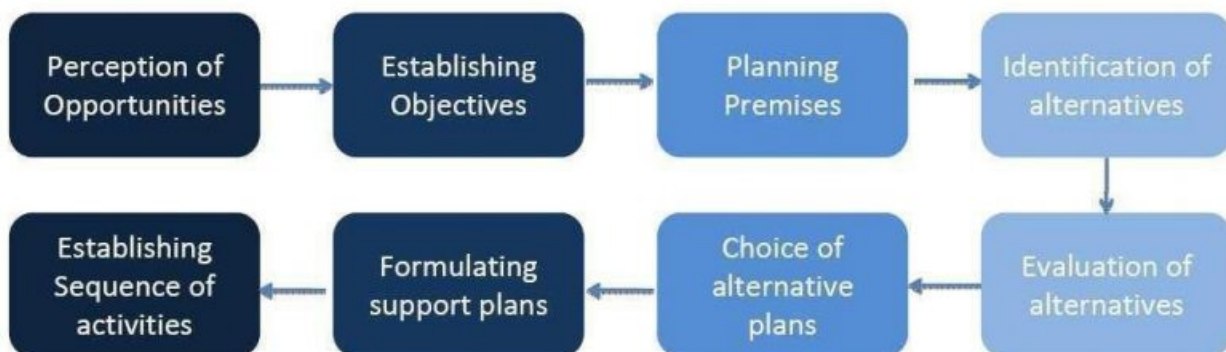 Perception of
Opportunities
Establishing
Objectives
Planning
Premises
Identification of
alternatives
Establishing
Sequence of
activities
Formulating
support plans
Choice of
alternative
plans
Evaluation of
alternatives